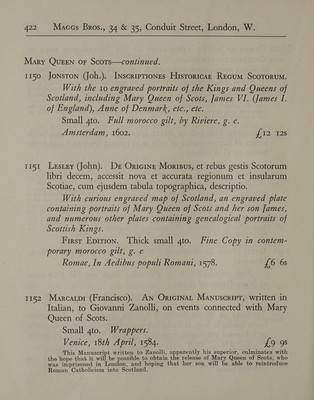 422 MAGGS BROS., 34 & 35, Conduit Street, London, W.
MARY QUEEN OF SCOTS—continued.
1150 JONSTON (Joh.). INSCRIPTIONES HISTORICAE REGUM SCOTORUM.
With the 10 engraved portraits of the Kings and Queens of
Scotland, including Mary Queen of Scots, James VI. (James I.
of England), Anne of Denmark, etc., etc.
Small 4to. Full morocco gilt, by Riviere, g. e.
Amsterdam, 1602. £12 12s
1151 LESLEY (John). DE ORIGINE MORIBUS, et rebus gestis Scotorum
libri decem, accessit nova et accurata regionum et insularum
Scotiae, cum ejusdem tabula topographica, descriptio.
With curious engraved map of Scotland, an engraved plate
containing portraits of Mary Queen of Scots and her son James,
and numerous other plates containing genealogical portraits of
Scottish Kings.
FIRST EDITION. Thick small 4to. Fine Copy in contem-
porary morocco gilt, g. e
Romae, In Aedibus populi Romani, 1578. £6 6s
1152 MARCALDI (Francisco). AN ORIGINAL MANUSCRIPT, written in
Italian, to Giovanni Zanolli, on events connected with Mary
Queen of Scots.
Small 4to. Wrappers.
Venice, 18th April, 1584. £9 9s
This Manuscript written to Zanolli, apparently his superior, culminates with
the hope that it will be possible to obtain the release of Mary Queen of Scots, who
was imprisoned in London, and hoping that her son will be able to reintroduce
Roman Catholicism into Scotland.